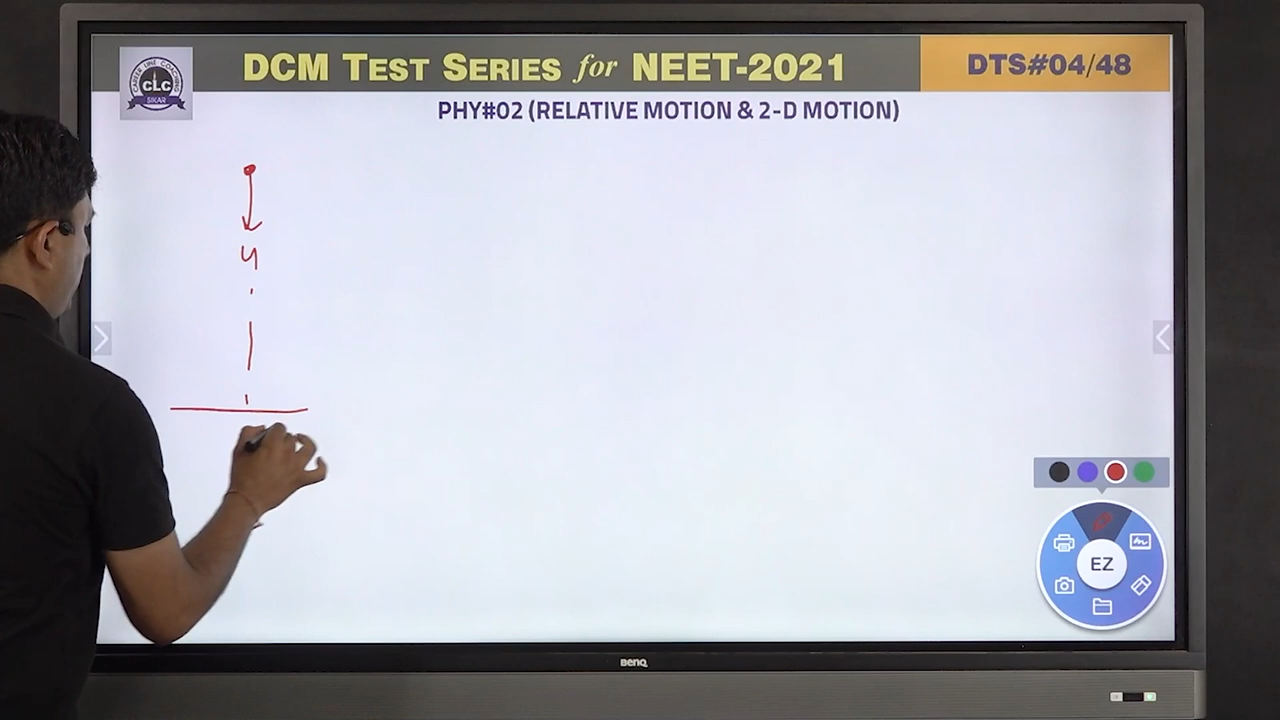 DCM TEST SERIES for NEET-2021
DTS#04/48
CAREER LINE COACHING
CLC
SIKAR
PHY#02 (RELATIVE MOTION & 2-D MOTION)
u
EZ
BenQ